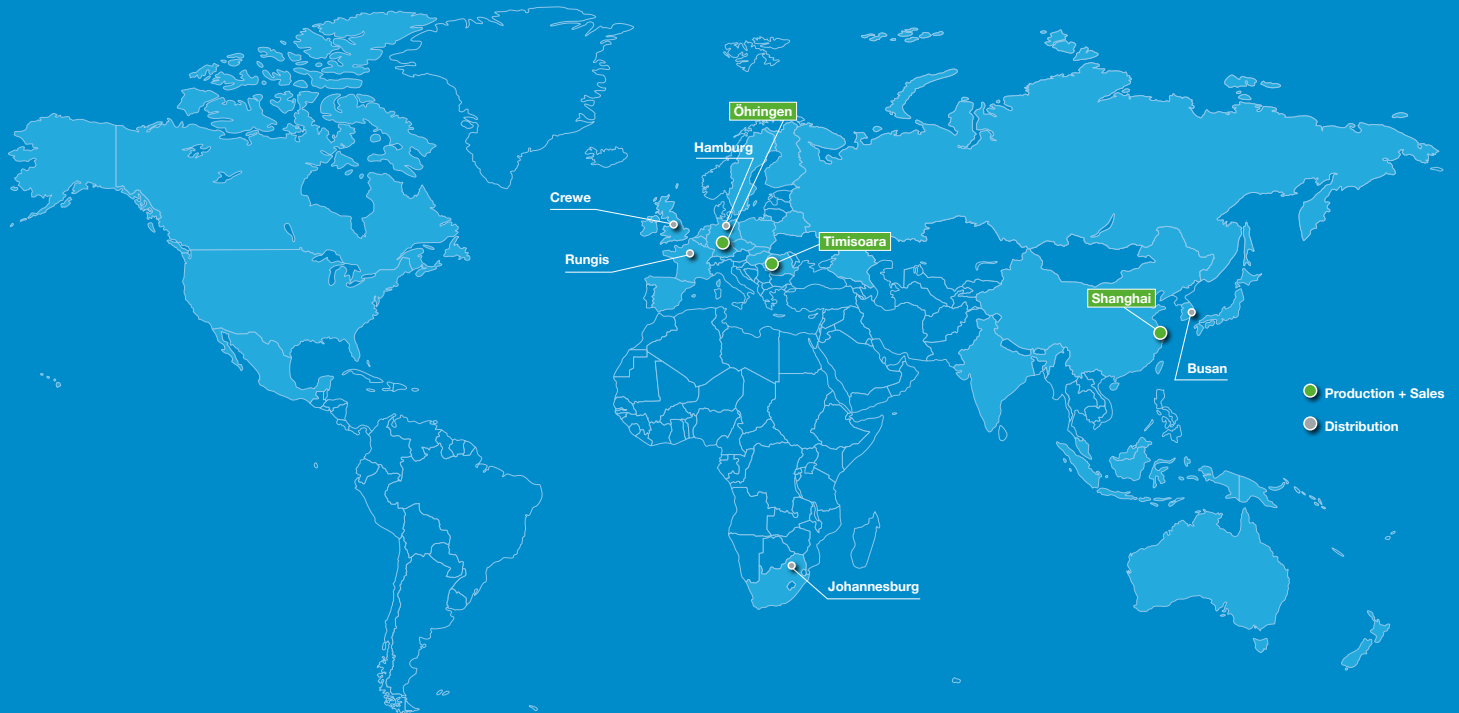 Öhringen
Hamburg
Crewe
Timisoara
Rungis
Shanghai
Busan
Production + Sales
Distribution
Johannesburg